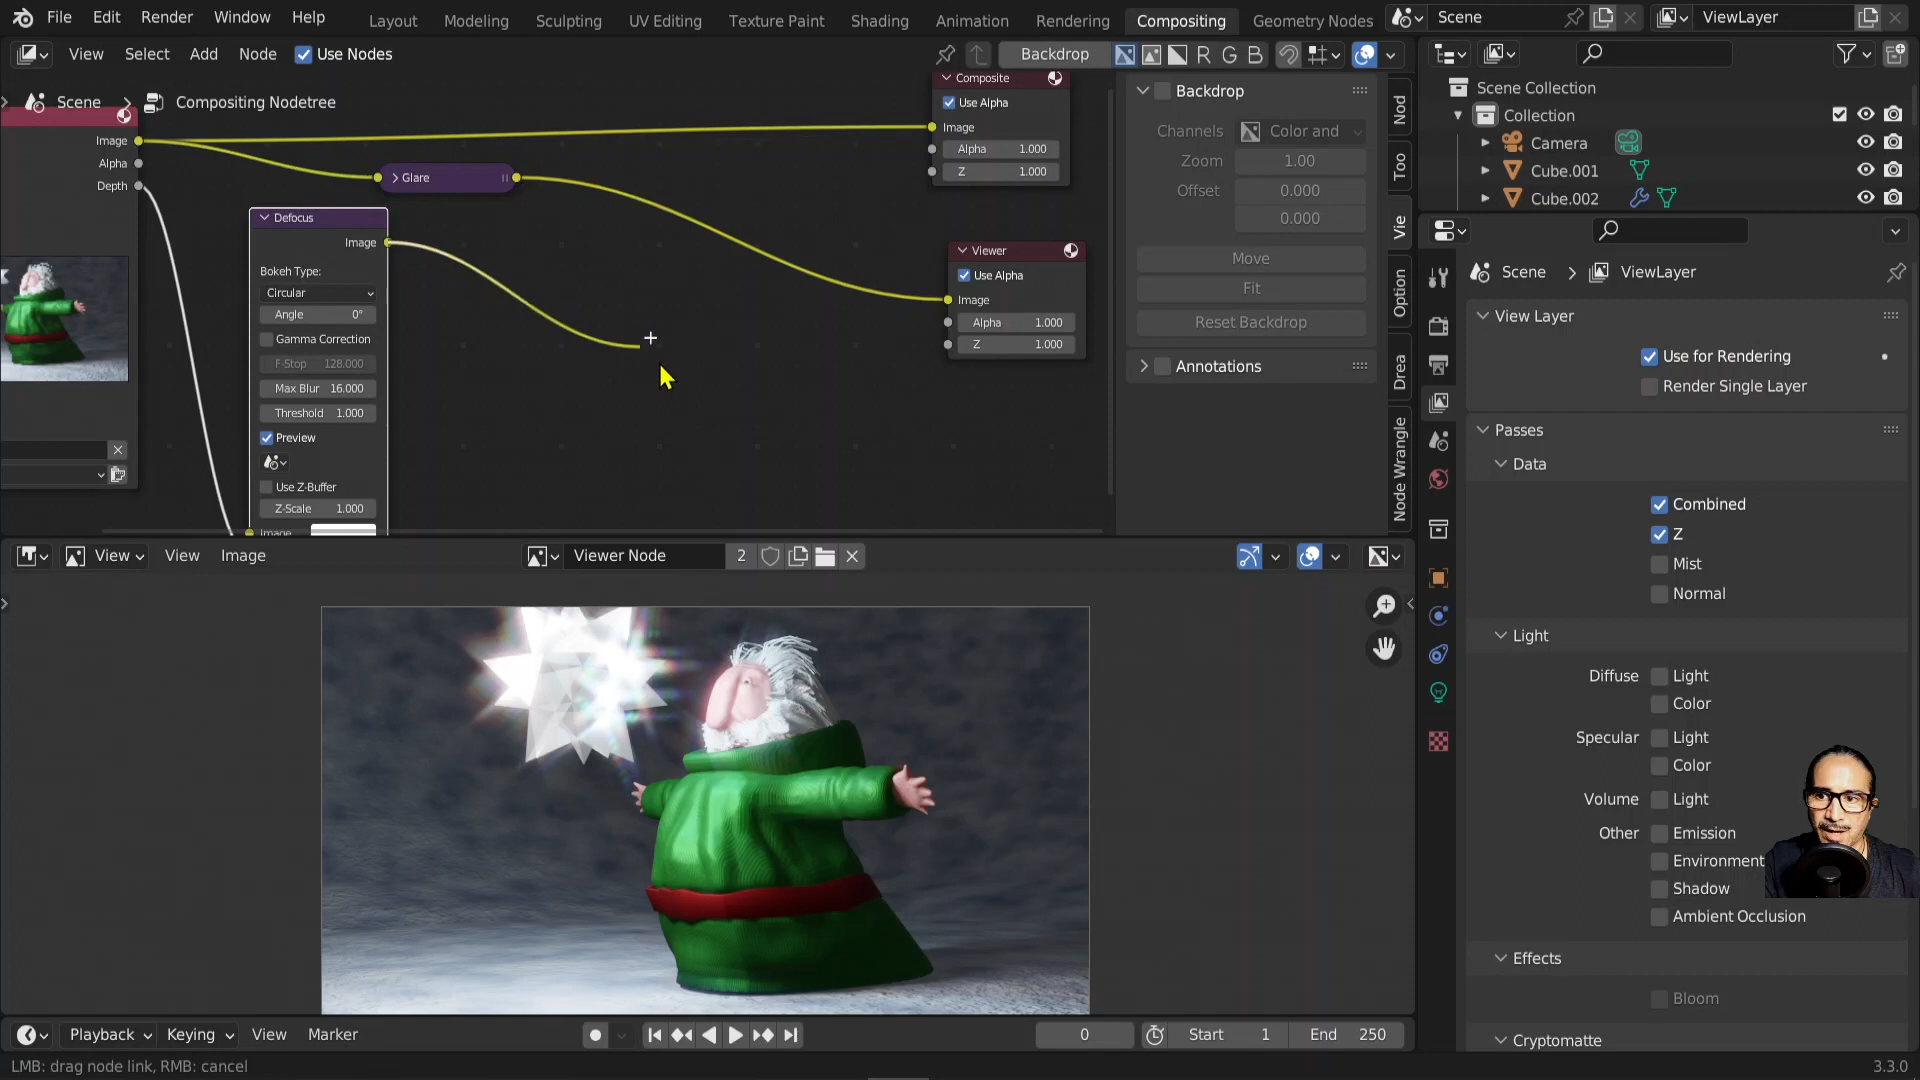 File Edit Render Window Help
Layout Modeling Sculpting UV Editing Texture Paint Shading Animation Rendering Compositing Geometry Nodes
Scene
ViewLayer
View Select Add Node Use Nodes
Backdrop
R G B
Scene
Compositing Nodetree
Image
Alpha
Depth
Glare
Defocus
Image
Bokeh Type:
Circular
Angle 0°
Gamma Correction
F-Stop 128.000
Max Blur 16.000
Threshold 1.000
Preview
Use Z-Buffer
Z-Scale 1.000
Image
Composite
Use Alpha
Image
Alpha 1.000
Z 1.000
Viewer
Use Alpha
Image
Alpha 1.000
Z 1.000
Backdrop
Channels Color and
Zoom 1.00
Offset 0.000
0.000
Move
Fit
Reset Backdrop
Annotations
Nod
Too
Vie
Option
Drea
Node Wrangle
Scene Collection
Collection
Camera
Cube.001
Cube.002
Scene
ViewLayer
View Layer
Use for Rendering
Render Single Layer
Passes
Data
Combined
Z
Mist
Normal
Light
Diffuse Light
Color
Specular Light
Color
Volume Light
Other Emission
Environment
Shadow
Ambient Occlusion
Effects
Bloom
Cryptomatte
View View Image
Viewer Node 2
Playback Keying View Marker
0 Start 1 End 250
LMB: drag node link, RMB: cancel
3.3.0